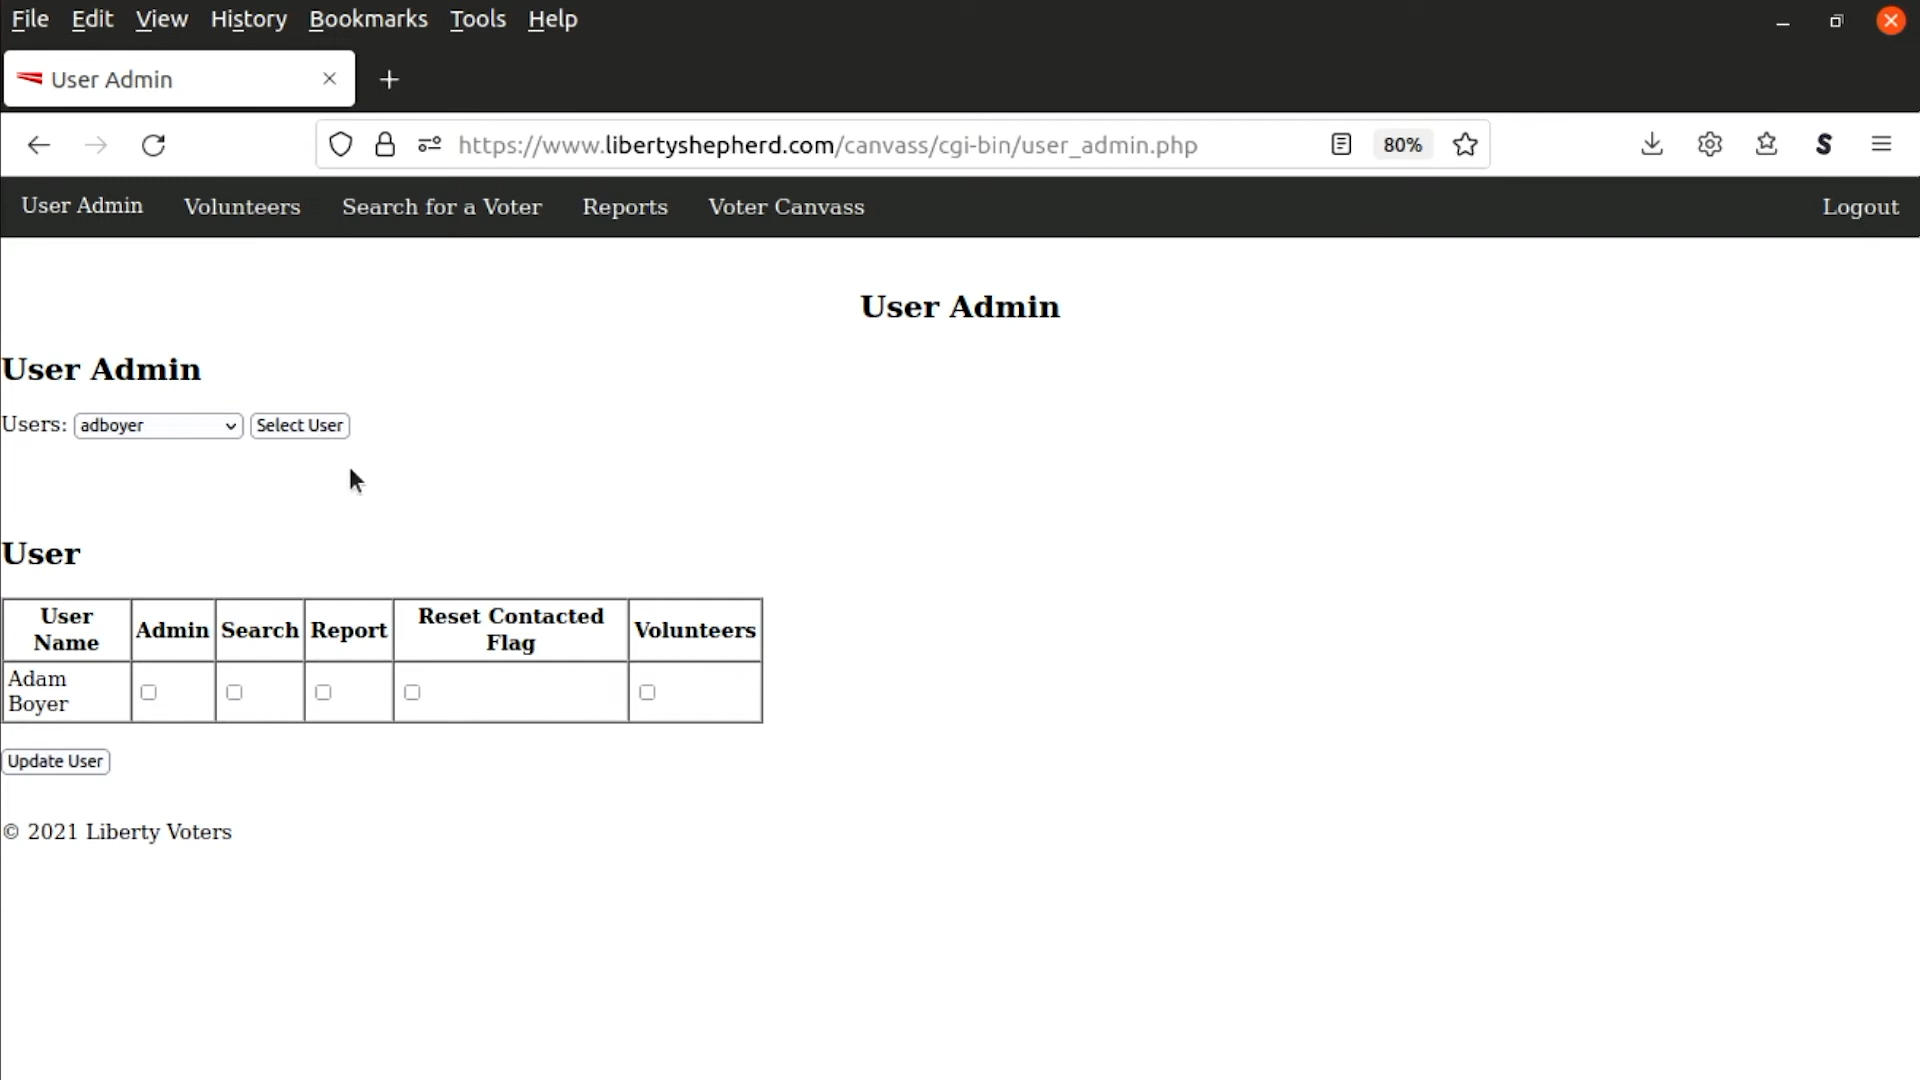 File Edit View History Bookmarks Tools Help
User Admin
https://www.libertyshepherd.com/canvass/cgi-bin/user_admin.php 80% S
User Admin Volunteers Search for a Voter Reports Voter Canvass Logout
User Admin
User Admin
Users: adboyer Select User
User
User Name Admin Search Report Reset Contacted Flag Volunteers
Adam Boyer
Update User
© 2021 Liberty Voters